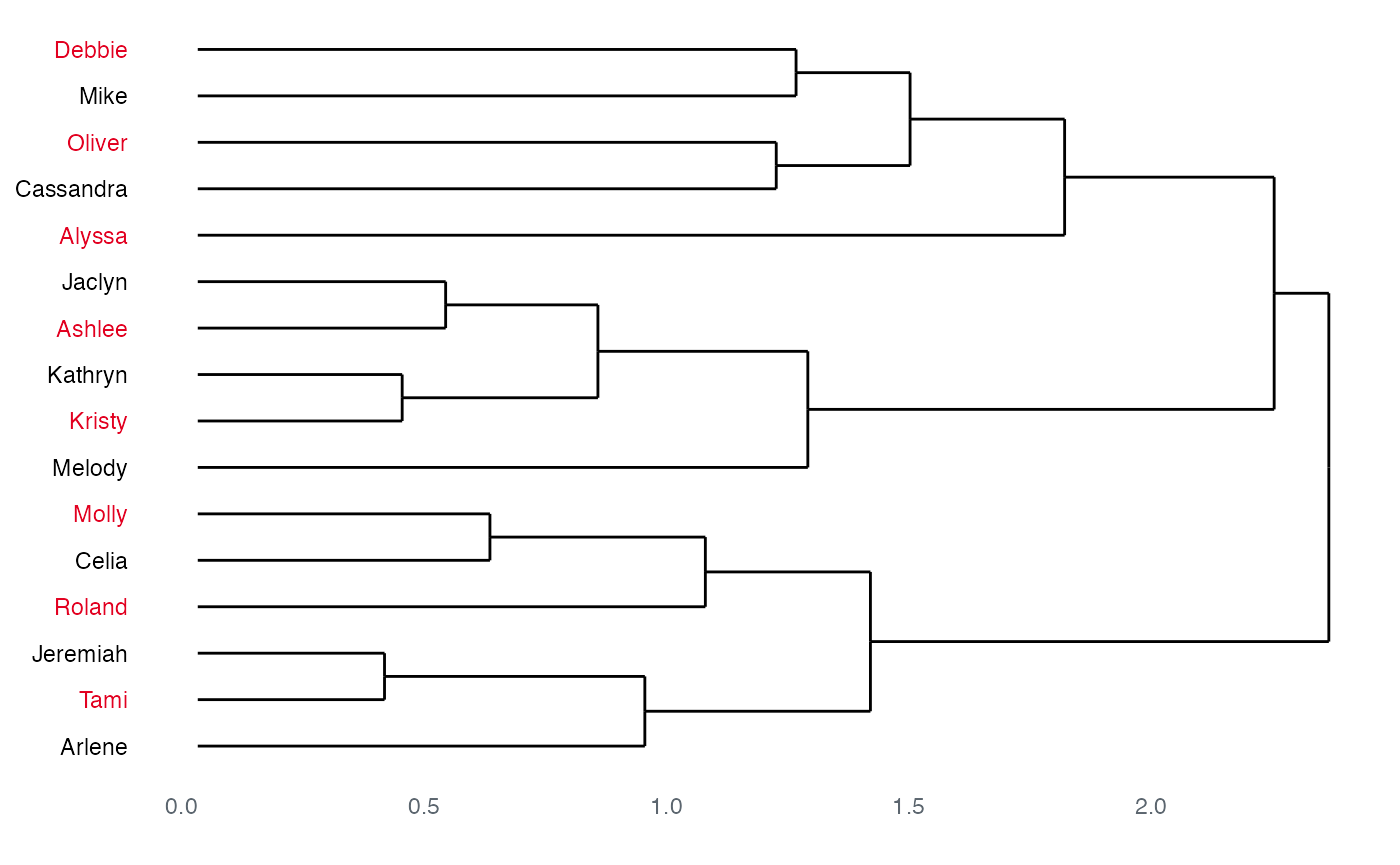 Debbie
Mike
Oliver
Cassandra
Alyssa
Jaclyn
Ashlee
Kathryn
Kristy
Melody
Molly
Celia
Roland
Jeremiah
Tami
Arlene
0.0 0.5 1.0 1.5 2.0